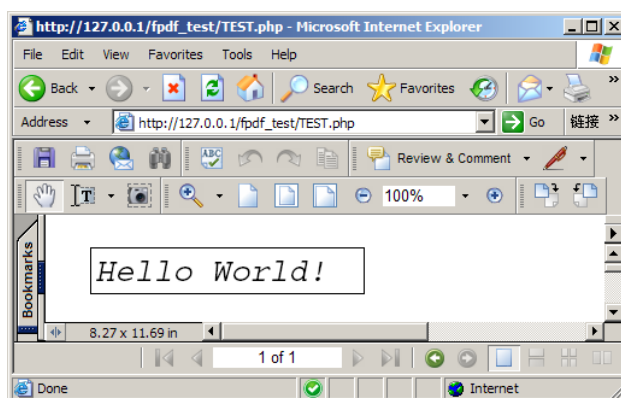 http://127.0.0.1/fpdf_test/TEST.php - Microsoft Internet Explorer
File Edit View Favorites Tools Help
Back Search Favorites »
Address http://127.0.0.1/fpdf_test/TEST.php Go 链接 »
ABC Review & Comment
T 100%
Bookmarks
Hello World!
8.27 x 11.69 in
1 of 1
Done Internet